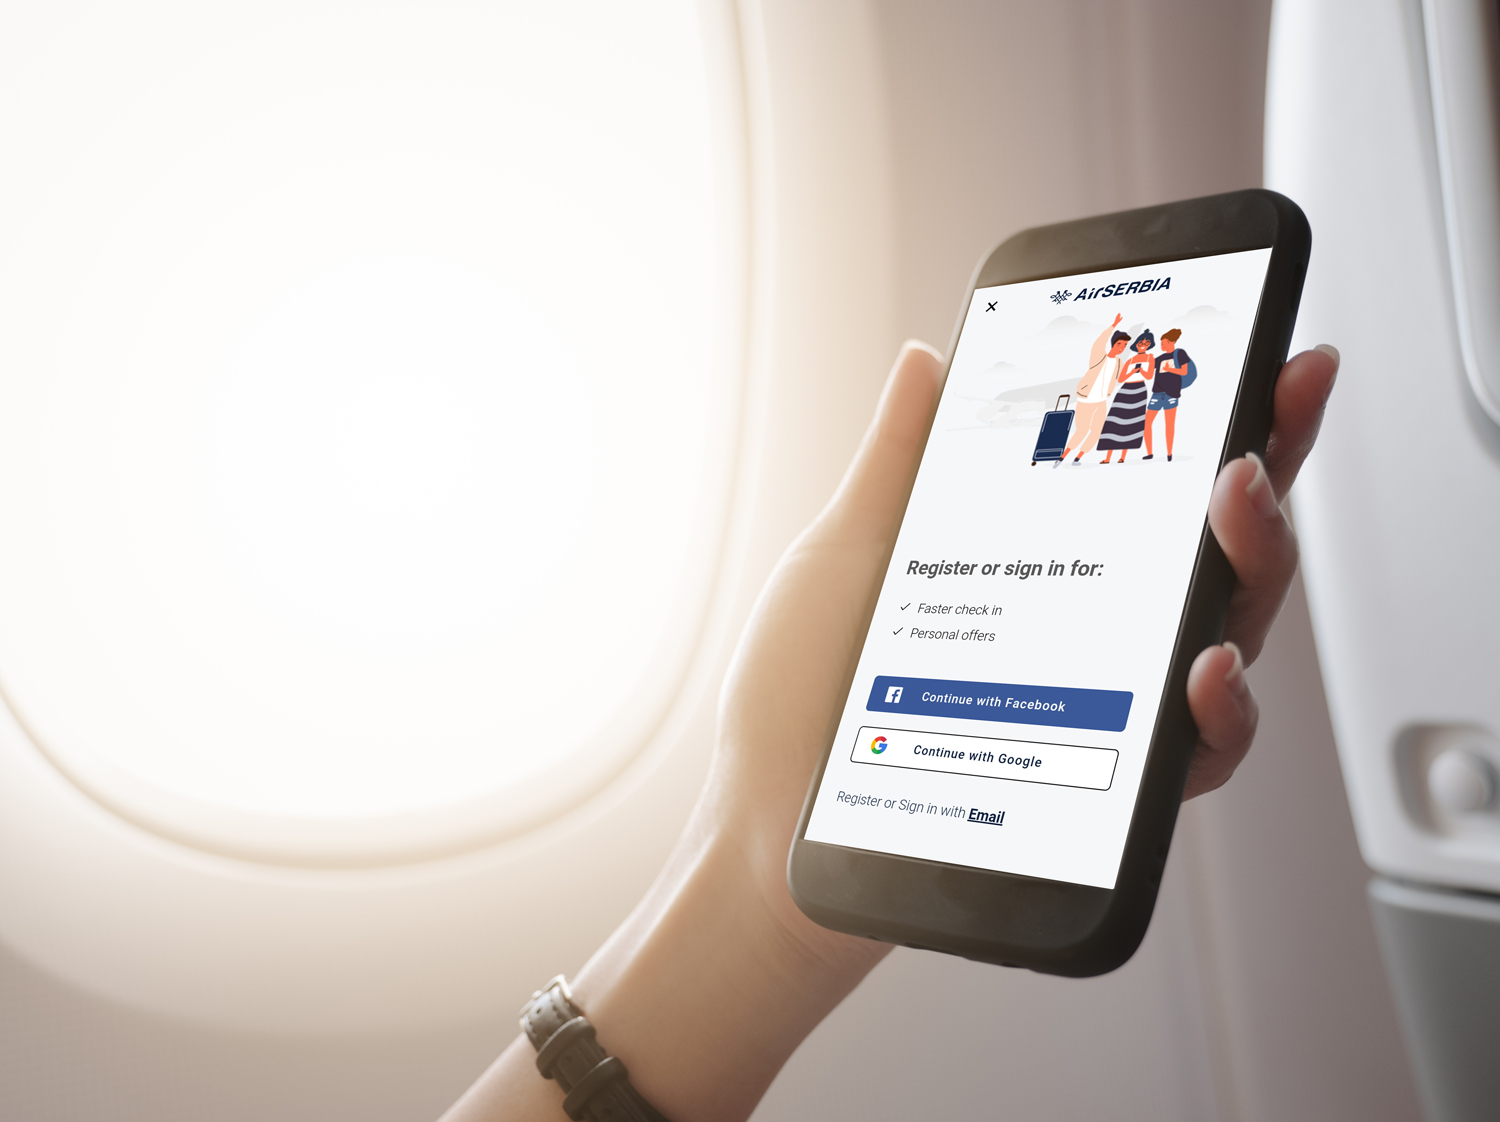 AirSERBIA
Register or sign in for:
Faster check in
Personal offers
Continue with Facebook
Continue with Google
Register or Sign in with Email